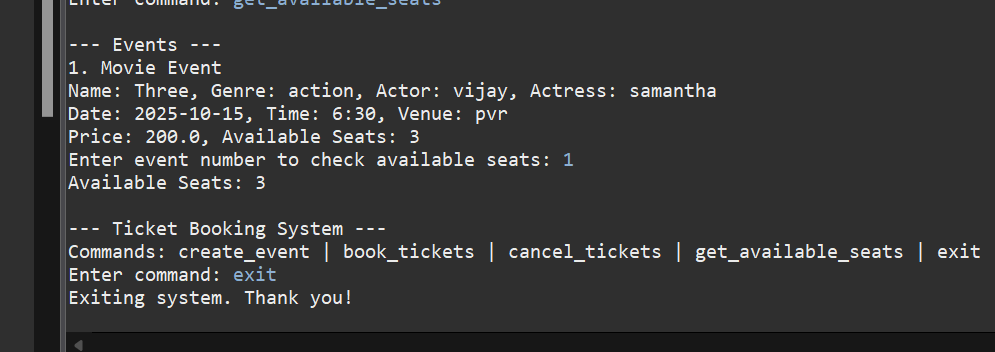 Enter command: get_available_seats
--- Events ---
1. Movie Event
Name: Three, Genre: action, Actor: vijay, Actress: samantha
Date: 2025-10-15, Time: 6:30, Venue: pvr
Price: 200.0, Available Seats: 3
Enter event number to check available seats: 1
Available Seats: 3
--- Ticket Booking System ---
Commands: create_event | book_tickets | cancel_tickets | get_available_seats | exit
Enter command: exit
Exiting system. Thank you!